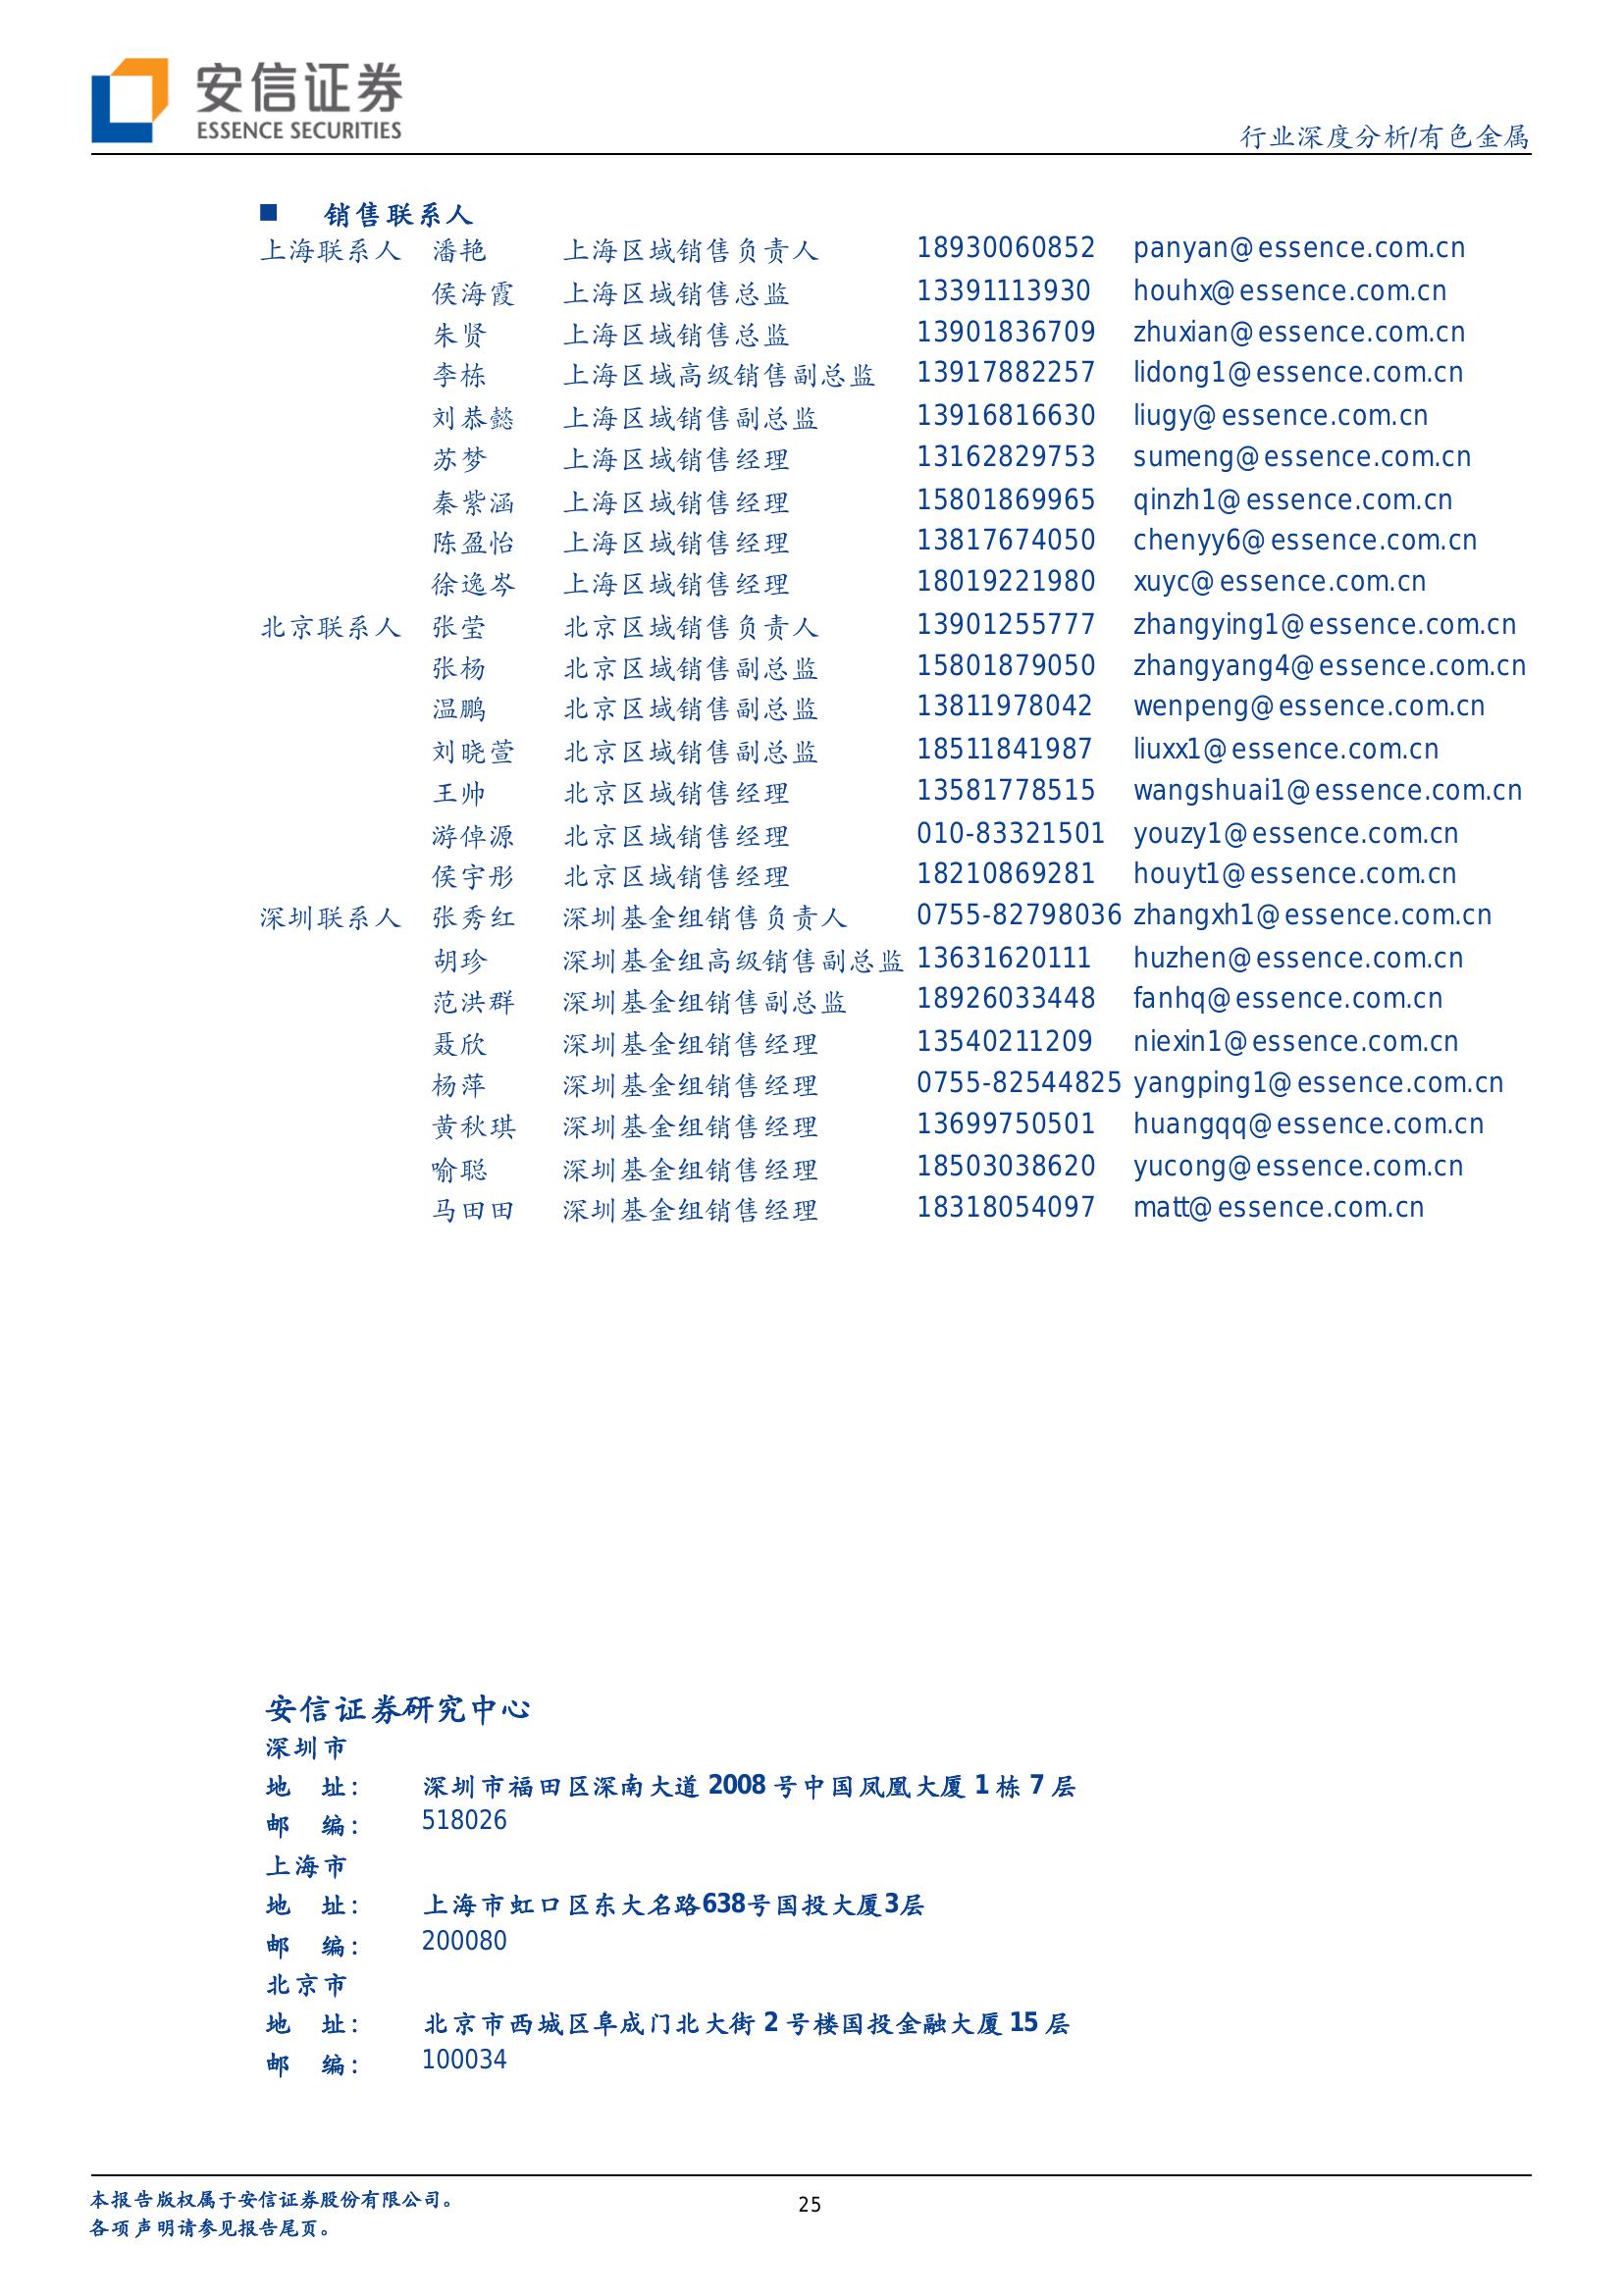 安信证券
ESSENCE SECURITIES
行业深度分析/有色金属
■ 销售联系人
上海联系人 潘艳 上海区域销售负责人 18930060852 panyan@essence.com.cn
侯海霞 上海区域销售总监 13391113930 houhx@essence.com.cn
朱贤 上海区域销售总监 13901836709 zhuxian@essence.com.cn
李栋 上海区域高级销售副总监 13917882257 lidong1@essence.com.cn
刘恭懿 上海区域销售副总监 13916816630 liugy@essence.com.cn
苏梦 上海区域销售经理 13162829753 sumeng@essence.com.cn
秦紫涵 上海区域销售经理 15801869965 qinzh1@essence.com.cn
陈盈怡 上海区域销售经理 13817674050 chenyy6@essence.com.cn
徐逸岑 上海区域销售经理 18019221980 xuyc@essence.com.cn
北京联系人 张莹 北京区域销售负责人 13901255777 zhangying1@essence.com.cn
张杨 北京区域销售副总监 15801879050 zhangyang4@essence.com.cn
温鹏 北京区域销售副总监 13811978042 wenpeng@essence.com.cn
刘晓萱 北京区域销售副总监 18511841987 liuxx1@essence.com.cn
王帅 北京区域销售经理 13581778515 wangshuai1@essence.com.cn
游倬源 北京区域销售经理 010-83321501 youzy1@essence.com.cn
侯宇彤 北京区域销售经理 18210869281 houyt1@essence.com.cn
深圳联系人 张秀红 深圳基金组销售负责人 0755-82798036 zhangxh1@essence.com.cn
胡珍 深圳基金组高级销售副总监 13631620111 huzhen@essence.com.cn
范洪群 深圳基金组销售副总监 18926033448 fanhq@essence.com.cn
聂欣 深圳基金组销售经理 13540211209 niexin1@essence.com.cn
杨萍 深圳基金组销售经理 0755-82544825 yangping1@essence.com.cn
黄秋琪 深圳基金组销售经理 13699750501 huangqq@essence.com.cn
喻聪 深圳基金组销售经理 18503038620 yucong@essence.com.cn
马田田 深圳基金组销售经理 18318054097 matt@essence.com.cn
安信证券研究中心
深圳市
地 址： 深圳市福田区深南大道 2008 号中国凤凰大厦 1 栋 7 层
邮 编： 518026
上海市
地 址： 上海市虹口区东大名路638号国投大厦3层
邮 编： 200080
北京市
地 址： 北京市西城区阜成门北大街 2 号楼国投金融大厦 15 层
邮 编： 100034
本报告版权属于安信证券股份有限公司。
各项声明请参见报告尾页。
25